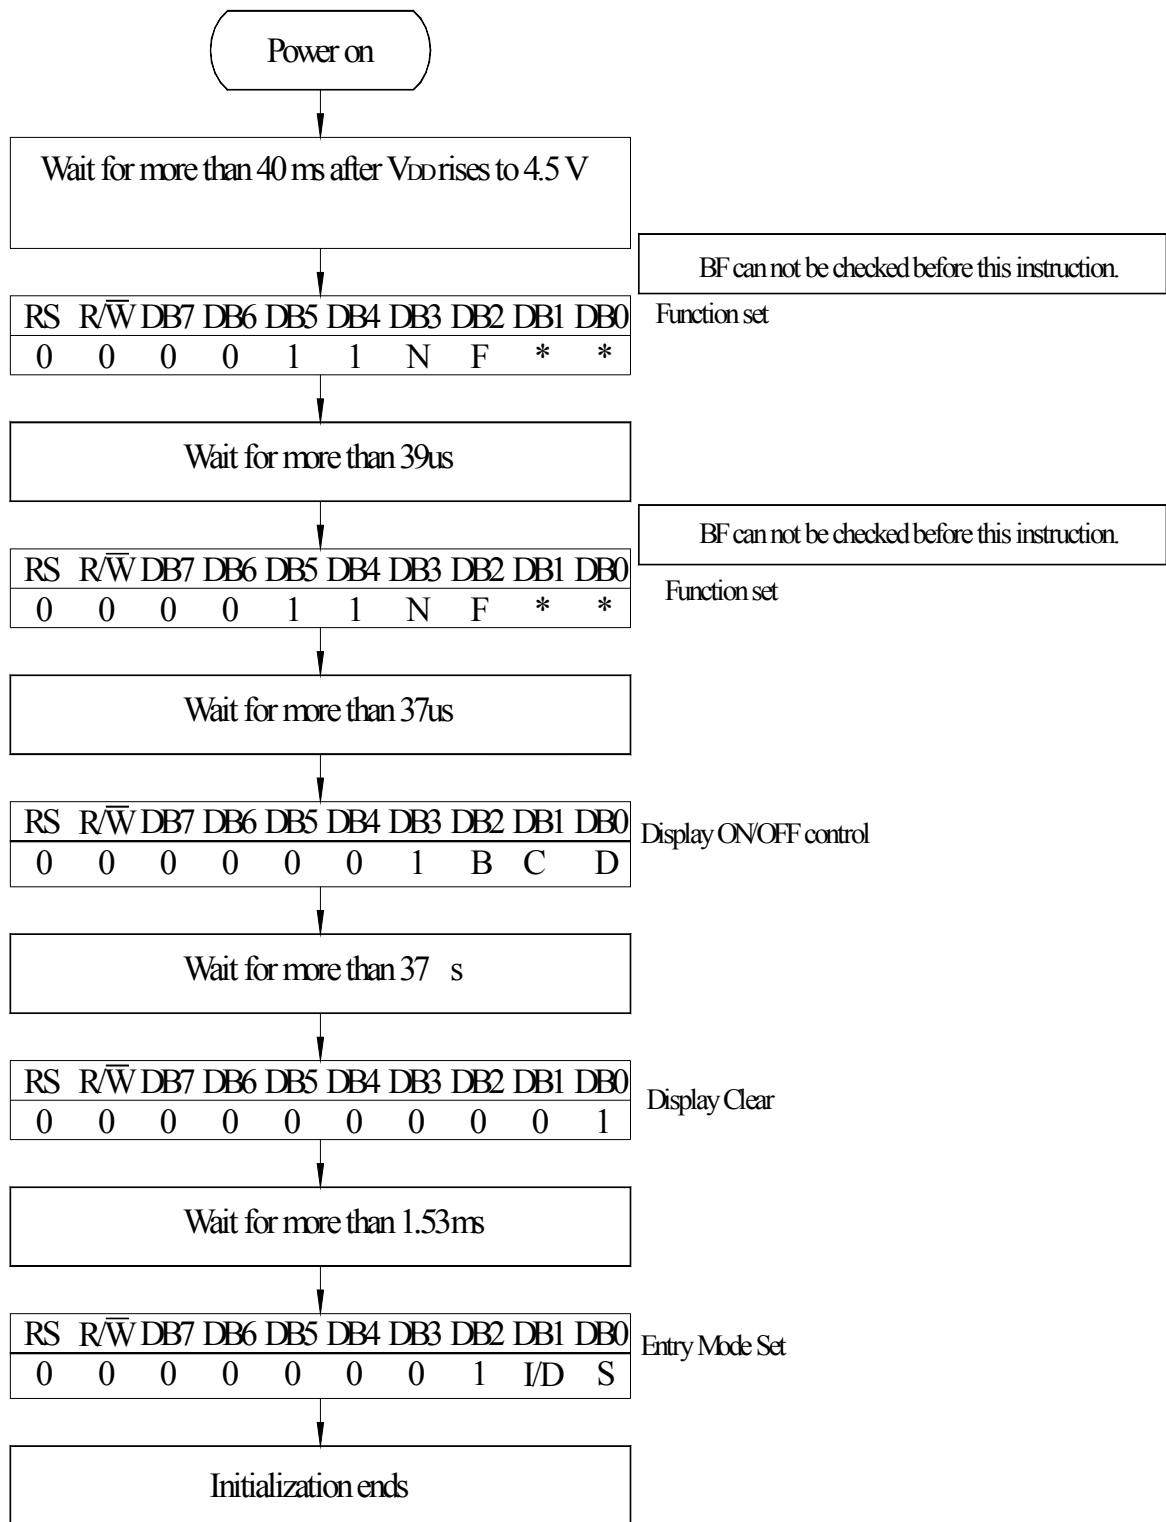 Power on
Wait for more than 40 ms after VDD rises to 4.5 V
BF can not be checked before this instruction.
RS R/W̅ DB7 DB6 DB5 DB4 DB3 DB2 DB1 DB0
Function set
0 0 0 0 1 1 N F * *
Wait for more than 39us
BF can not be checked before this instruction.
RS R/W̅ DB7 DB6 DB5 DB4 DB3 DB2 DB1 DB0
Function set
0 0 0 0 1 1 N F * *
Wait for more than 37us
RS R/W̅ DB7 DB6 DB5 DB4 DB3 DB2 DB1 DB0
Display ON/OFF control
0 0 0 0 0 0 1 B C D
Wait for more than 37 s
RS R/W̅ DB7 DB6 DB5 DB4 DB3 DB2 DB1 DB0
Display Clear
0 0 0 0 0 0 0 0 0 1
Wait for more than 1.53ms
RS R/W̅ DB7 DB6 DB5 DB4 DB3 DB2 DB1 DB0
Entry Mode Set
0 0 0 0 0 0 0 1 I/D S
Initialization ends